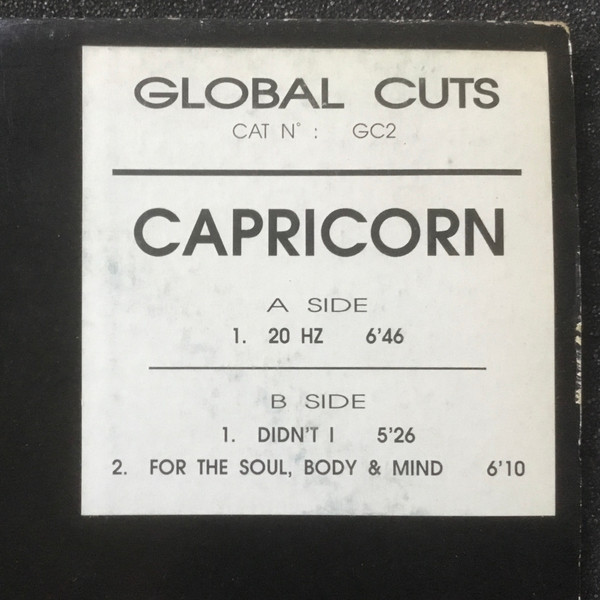 GLOBAL CUTS
CAT N° : GC2
CAPRICORN
A SIDE
1. 20 HZ 6'46
B SIDE
1. DIDN'T I 5'26
2. FOR THE SOUL, BODY & MIND 6'10